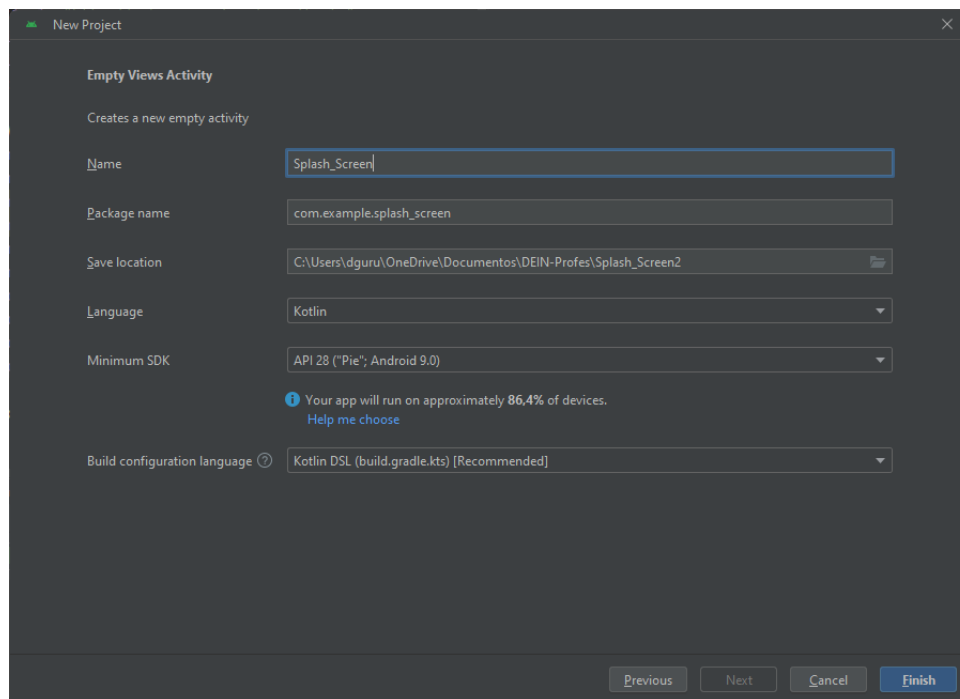 New Project
Empty Views Activity
Creates a new empty activity
Name
Splash_Screen
Package name
com.example.splash_screen
Save location
C:\Users\dguru\OneDrive\Documentos\DEIN-Profes\Splash_Screen2
Language
Kotlin
Minimum SDK
API 28 ("Pie"; Android 9.0)
Your app will run on approximately 86,4% of devices.
Help me choose
Build configuration language ?
Kotlin DSL (build.gradle.kts) [Recommended]
Previous
Next
Cancel
Finish